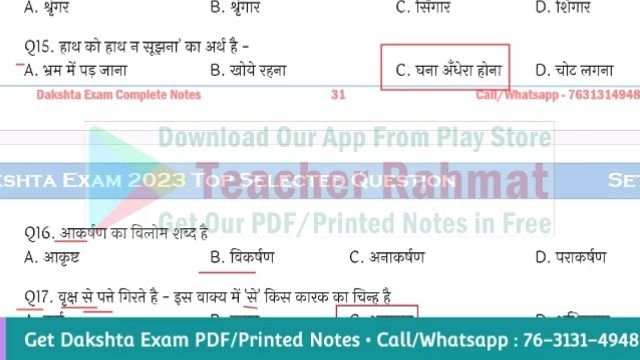 A. श्रृंगर B. श्रृंगार C. सिंगार D. शिंगार
Q15. हाथ को हाथ न सूझना' का अर्थ है -
A. भ्रम में पड़ जाना B. खोये रहना C. घना अँधेरा होना D. चोट लगना
Dakshta Exam Complete Notes 31 Call/Whatsapp - 7631314948
Download Our App From Play Store
KSHTA EXAM 2023 TOP SELECTED QUESTION SET
Teacher Rahmat
Get Our PDF/Printed Notes in Free
Q16. आकर्षण का विलोम शब्द है
A. आकृष्ट B. विकर्षण C. अनाकर्षण D. पराकर्षण
Q17. वृक्ष से पत्ते गिरते है - इस वाक्य में 'से' किस कारक का चिन्ह है
Get Dakshta Exam PDF/Printed Notes • Call/Whatsapp : 76-3131-4948